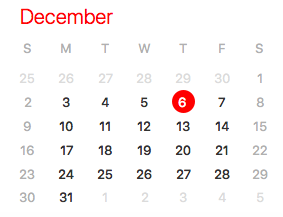 December
S M T W T F S
25 26 27 28 29 30 1
2 3 4 5 6 7 8
9 10 11 12 13 14 15
16 17 18 19 20 21 22
23 24 25 26 27 28 29
30 31 1 2 3 4 5